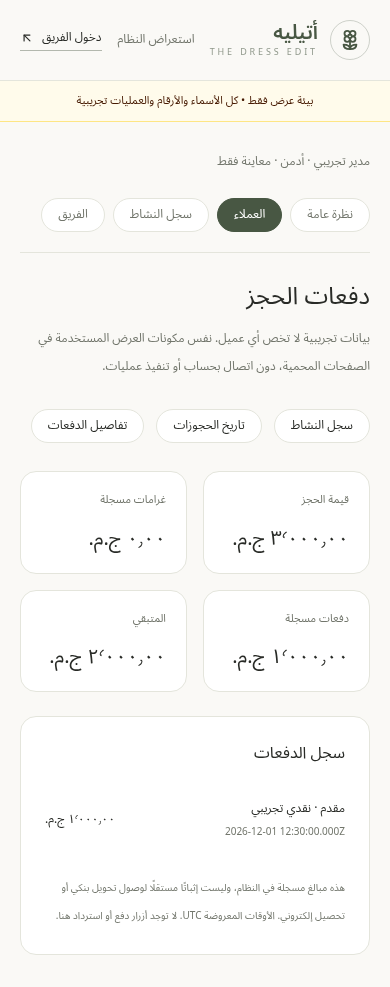 أتيليه
THE DRESS EDIT
استعراض النظام
دخول الفريق
بيئة عرض فقط • كل الأسماء والأرقام والعمليات تجريبية
مدير تجريبي · أدمن · معاينة فقط
نظرة عامة
العملاء
سجل النشاط
الفريق
دفعات الحجز
بيانات تجريبية لا تخص أي عميل. نفس مكونات العرض المستخدمة في
الصفحات المحمية، دون اتصال بحساب أو تنفيذ عمليات.
سجل النشاط
تاريخ الحجوزات
تفاصيل الدفعات
قيمة الحجز
٣٬٠٠٠٫٠٠ ج.م.
غرامات مسجلة
٠٫٠٠ ج.م.
دفعات مسجلة
١٬٠٠٠٫٠٠ ج.م.
المتبقي
٢٬٠٠٠٫٠٠ ج.م.
سجل الدفعات
مقدم · نقدي تجريبي
2026-12-01 12:30:00.000Z
١٬٠٠٠٫٠٠ ج.م.
هذه مبالغ مسجلة في النظام، وليست إثباتًا مستقلًا لوصول تحويل بنكي أو
تحصيل إلكتروني. الأوقات المعروضة UTC. لا توجد أزرار دفع أو استرداد هنا.